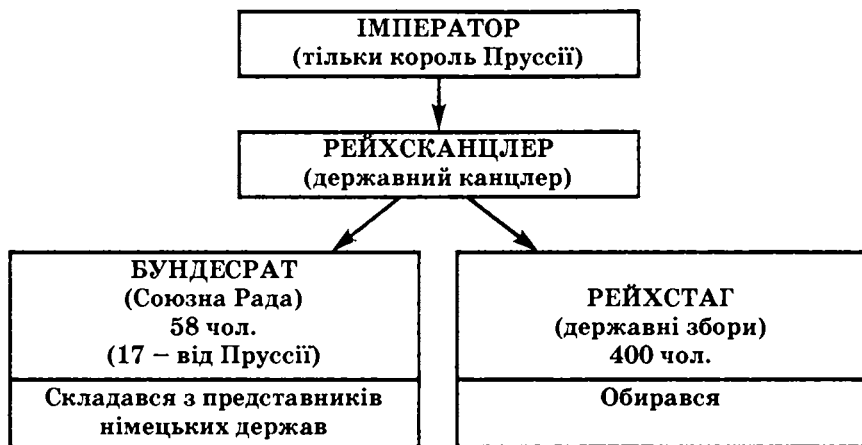 ІМПЕРАТОР
(тільки король Пруссії)
РЕЙХСКАНЦЛЕР
(державний канцлер)
БУНДЕСРАТ
(Союзна Рада)
58 чол.
(17 – від Пруссії)
Складався з представників
німецьких держав
РЕЙХСТАГ
(державні збори)
400 чол.
Обирався